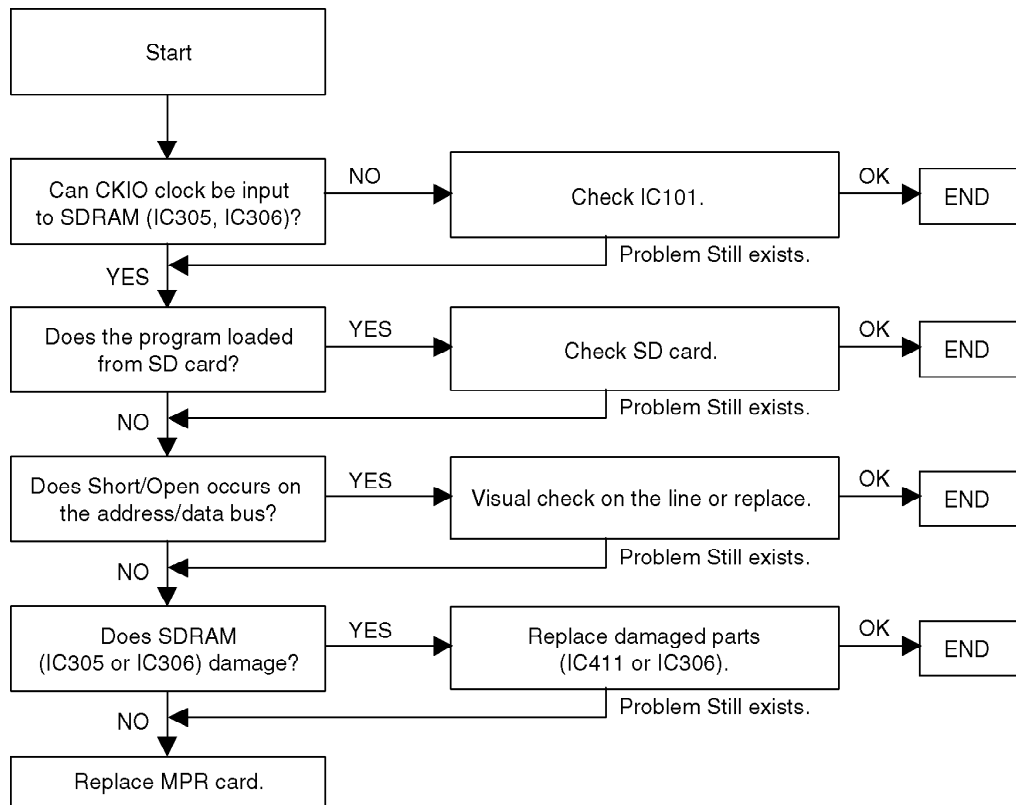 Start
Can CKIO clock be input
to SDRAM (IC305, IC306)?
NO
Check IC101.
OK
END
Problem Still exists.
YES
Does the program loaded
from SD card?
YES
Check SD card.
OK
END
Problem Still exists.
NO
Does Short/Open occurs on
the address/data bus?
YES
Visual check on the line or replace.
OK
END
Problem Still exists.
NO
Does SDRAM
(IC305 or IC306) damage?
YES
Replace damaged parts
(IC411 or IC306).
OK
END
Problem Still exists.
NO
Replace MPR card.